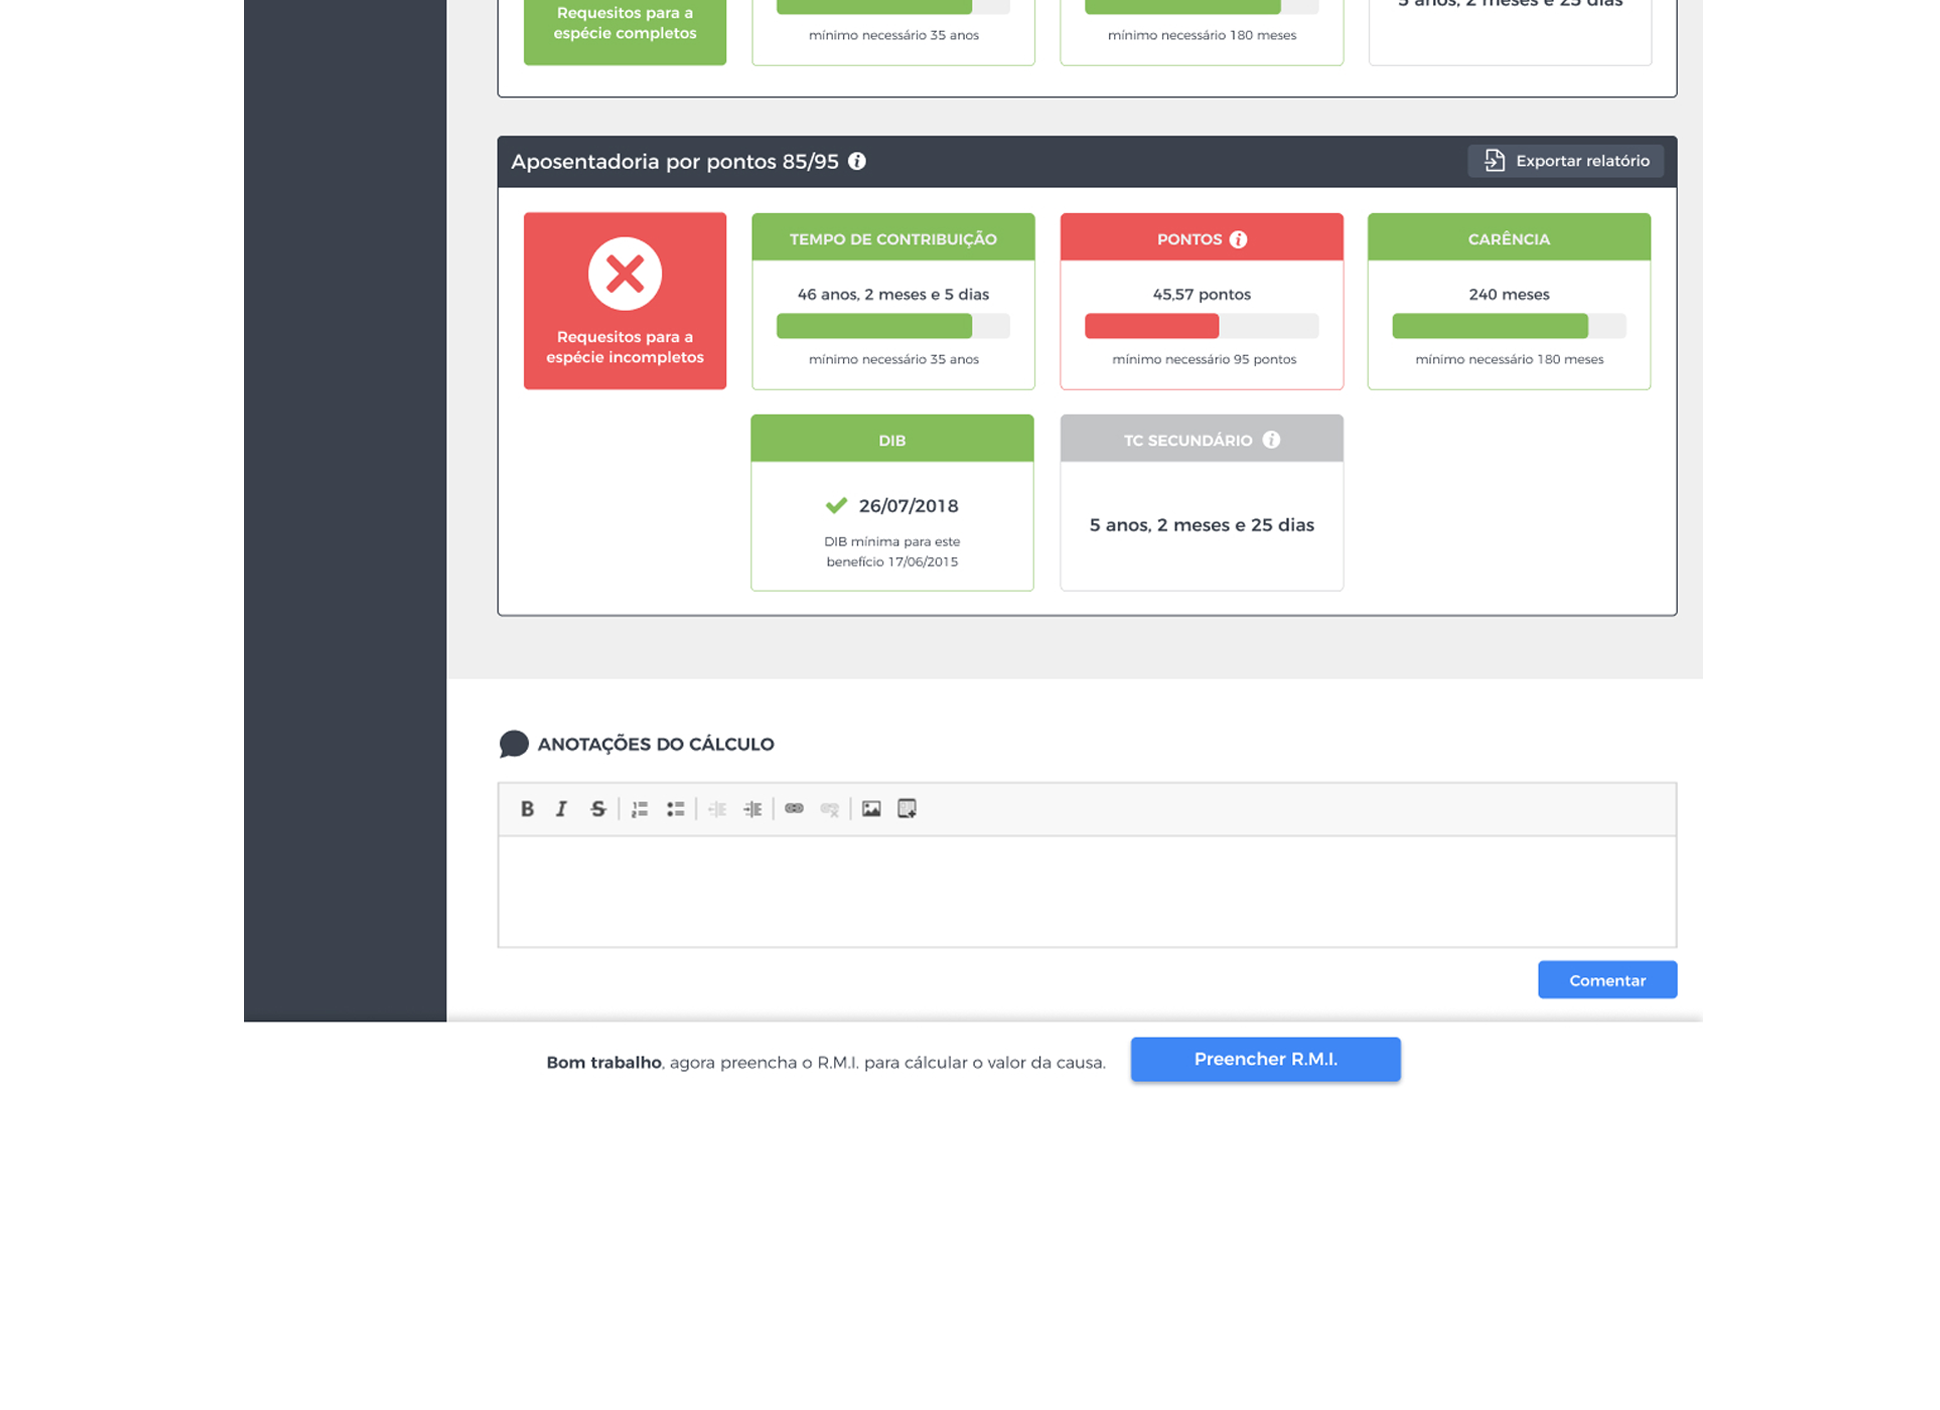 Requesitos para a
espécie completos
mínimo necessário 35 anos
mínimo necessário 180 meses
5 anos, 2 meses e 25 dias
Aposentadoria por pontos 85/95
Exportar relatório
Requesitos para a
espécie incompletos
TEMPO DE CONTRIBUIÇÃO
46 anos, 2 meses e 5 dias
mínimo necessário 35 anos
PONTOS
45,57 pontos
mínimo necessário 95 pontos
CARÊNCIA
240 meses
mínimo necessário 180 meses
DIB
26/07/2018
DIB mínima para este
benefício 17/06/2015
TC SECUNDÁRIO
5 anos, 2 meses e 25 dias
ANOTAÇÕES DO CÁLCULO
Comentar
Bom trabalho, agora preencha o R.M.I. para cálcular o valor da causa.
Preencher R.M.I.